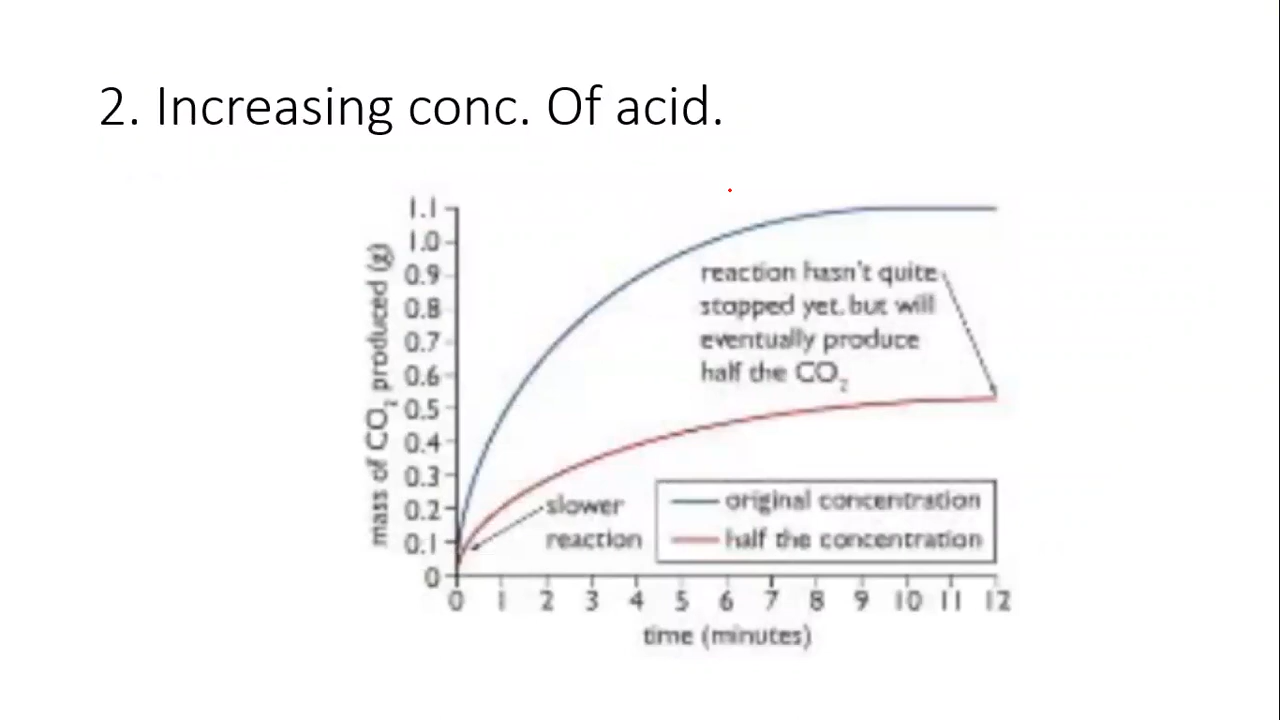 2. Increasing conc. Of acid.
1.1
1.0
0.9
0.8
0.7
0.6
0.5
0.4
0.3
0.2
0.1
0
mass of CO₂ produced (g)
reaction hasn't quite
stopped yet, but will
eventually produce
half the CO₂
slower
reaction
original concentration
half the concentration
0 1 2 3 4 5 6 7 8 9 10 11 12
time (minutes)